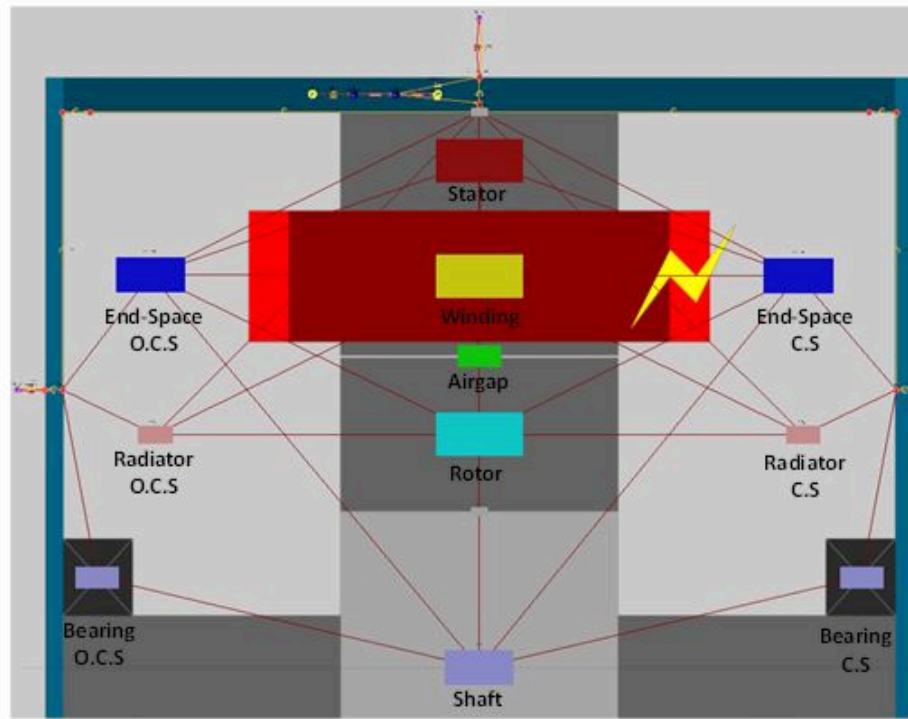 Stator
End-Space
O.C.S
Winding
End-Space
C.S
Airgap
Radiator
O.C.S
Rotor
Radiator
C.S
Bearing
O.C.S
Bearing
C.S
Shaft